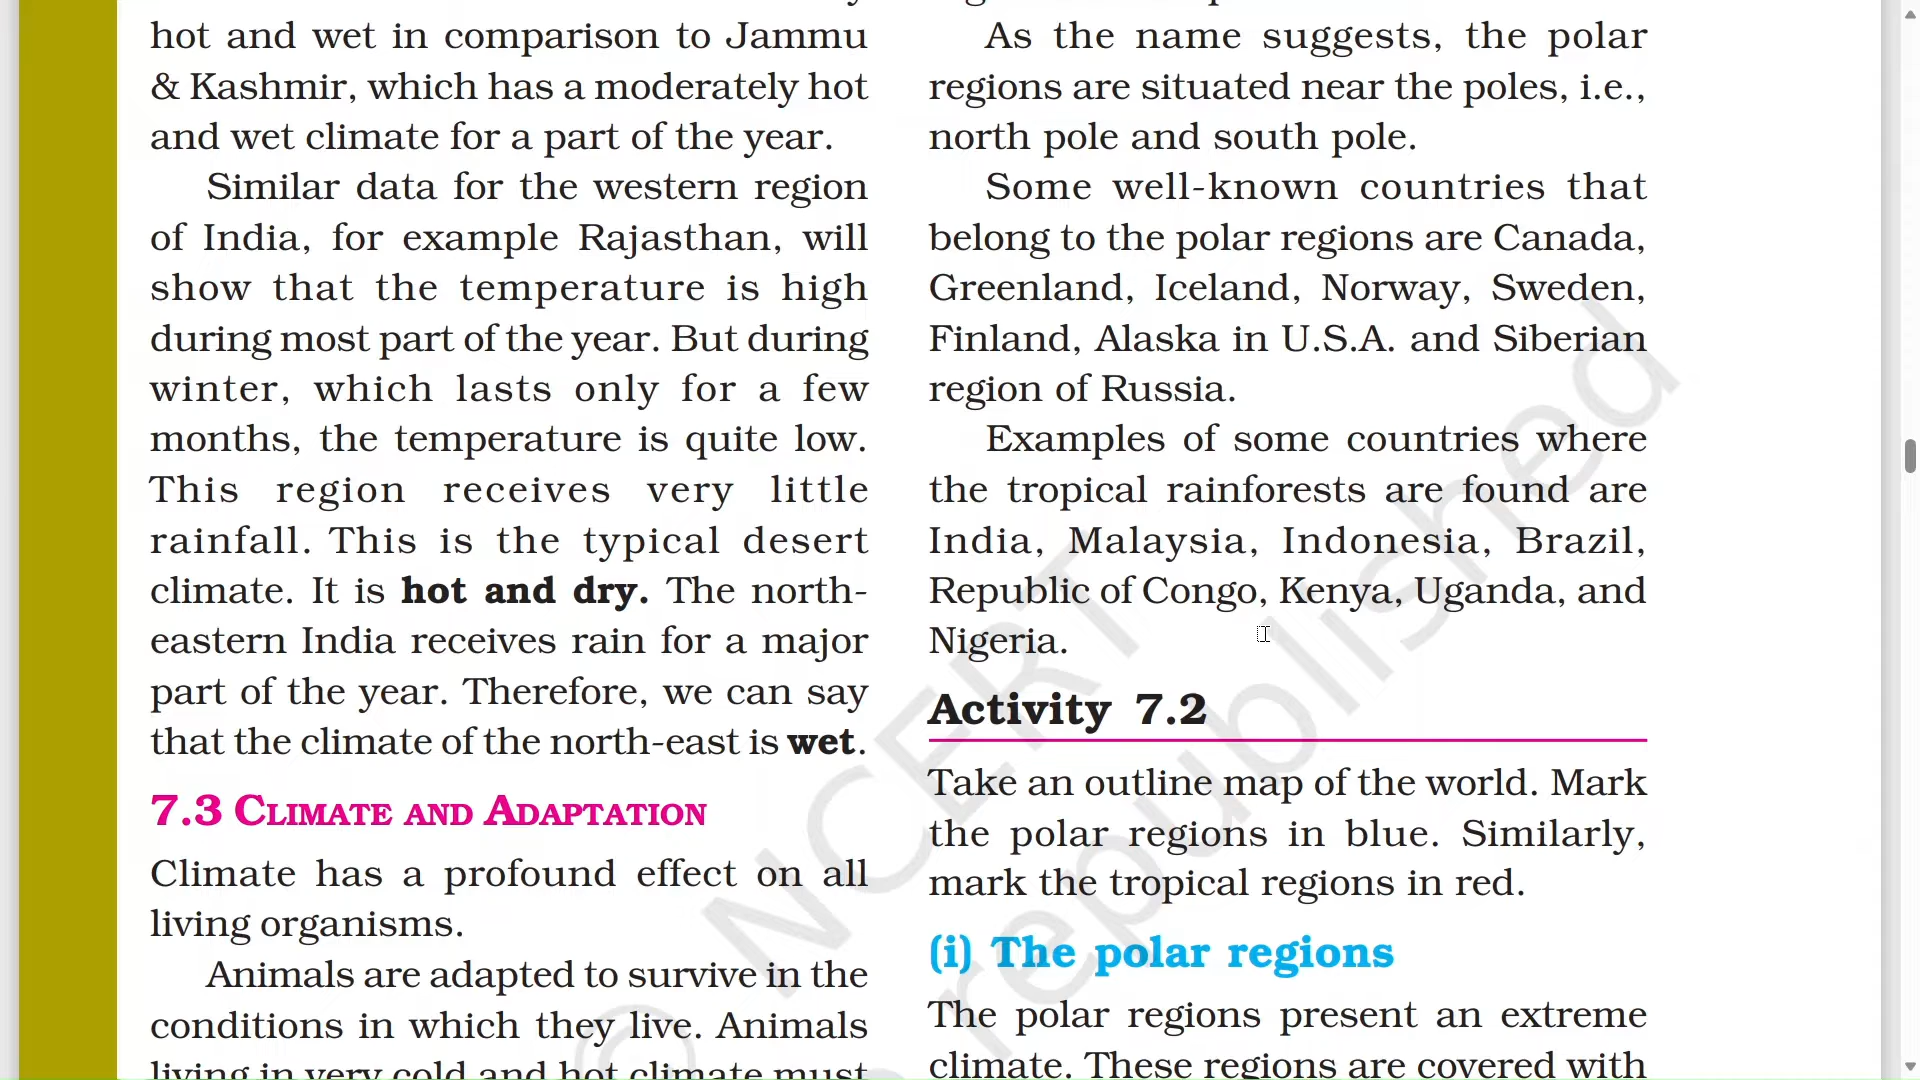 hot and wet in comparison to Jammu
& Kashmir, which has a moderately hot
and wet climate for a part of the year.
Similar data for the western region
of India, for example Rajasthan, will
show that the temperature is high
during most part of the year. But during
winter, which lasts only for a few
months, the temperature is quite low.
This region receives very little
rainfall. This is the typical desert
climate. It is hot and dry. The north-
eastern India receives rain for a major
part of the year. Therefore, we can say
that the climate of the north-east is wet.
7.3 CLIMATE AND ADAPTATION
Climate has a profound effect on all
living organisms.
Animals are adapted to survive in the
conditions in which they live. Animals
living in very cold and hot climate must
As the name suggests, the polar
regions are situated near the poles, i.e.,
north pole and south pole.
Some well-known countries that
belong to the polar regions are Canada,
Greenland, Iceland, Norway, Sweden,
Finland, Alaska in U.S.A. and Siberian
region of Russia.
Examples of some countries where
the tropical rainforests are found are
India, Malaysia, Indonesia, Brazil,
Republic of Congo, Kenya, Uganda, and
Nigeria.
Activity 7.2
Take an outline map of the world. Mark
the polar regions in blue. Similarly,
mark the tropical regions in red.
(i) The polar regions
The polar regions present an extreme
climate. These regions are covered with
© NCERT
republished